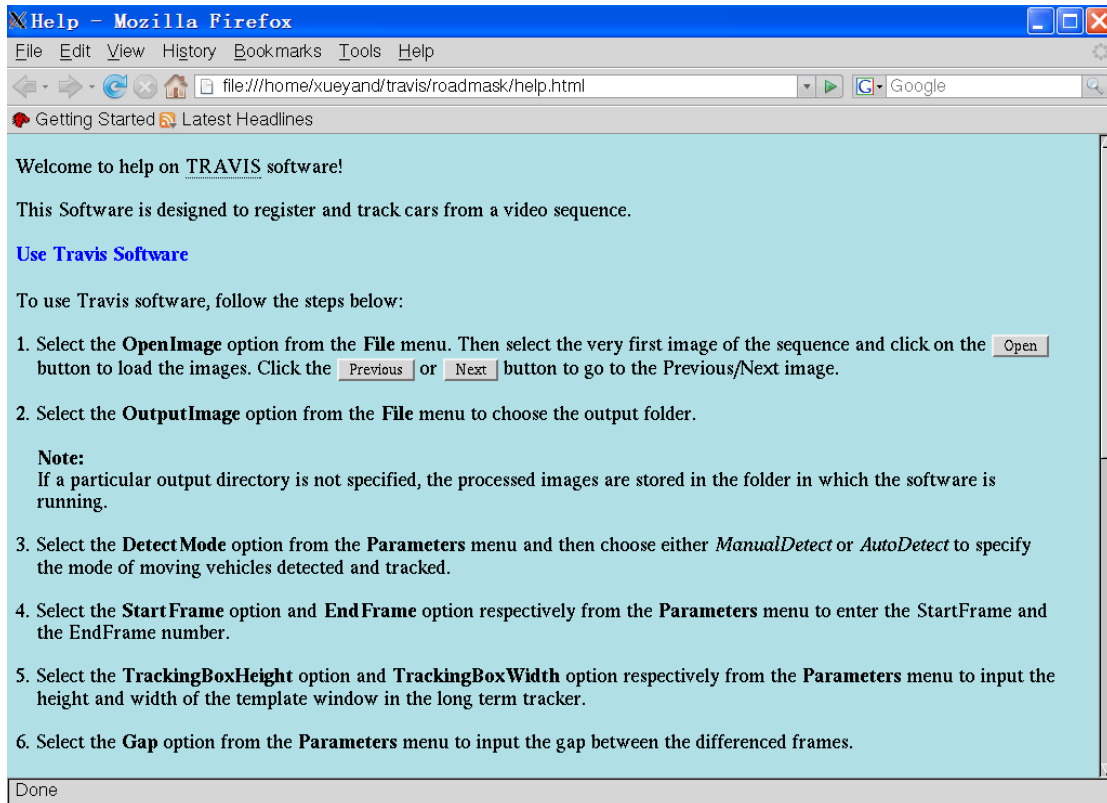 Help - Mozilla Firefox
File Edit View History Bookmarks Tools Help
file:///home/xueyand/travis/roadmask/help.html
G Google
Getting Started Latest Headlines
Welcome to help on TRAVIS software!
This Software is designed to register and track cars from a video sequence.
Use Travis Software
To use Travis software, follow the steps below:
1. Select the OpenImage option from the File menu. Then select the very first image of the sequence and click on the Open
button to load the images. Click the Previous or Next button to go to the Previous/Next image.
2. Select the OutputImage option from the File menu to choose the output folder.
Note:
If a particular output directory is not specified, the processed images are stored in the folder in which the software is
running.
3. Select the DetectMode option from the Parameters menu and then choose either ManualDetect or AutoDetect to specify
the mode of moving vehicles detected and tracked.
4. Select the StartFrame option and EndFrame option respectively from the Parameters menu to enter the StartFrame and
the EndFrame number.
5. Select the TrackingBoxHeight option and TrackingBoxWidth option respectively from the Parameters menu to input the
height and width of the template window in the long term tracker.
6. Select the Gap option from the Parameters menu to input the gap between the differenced frames.
Done